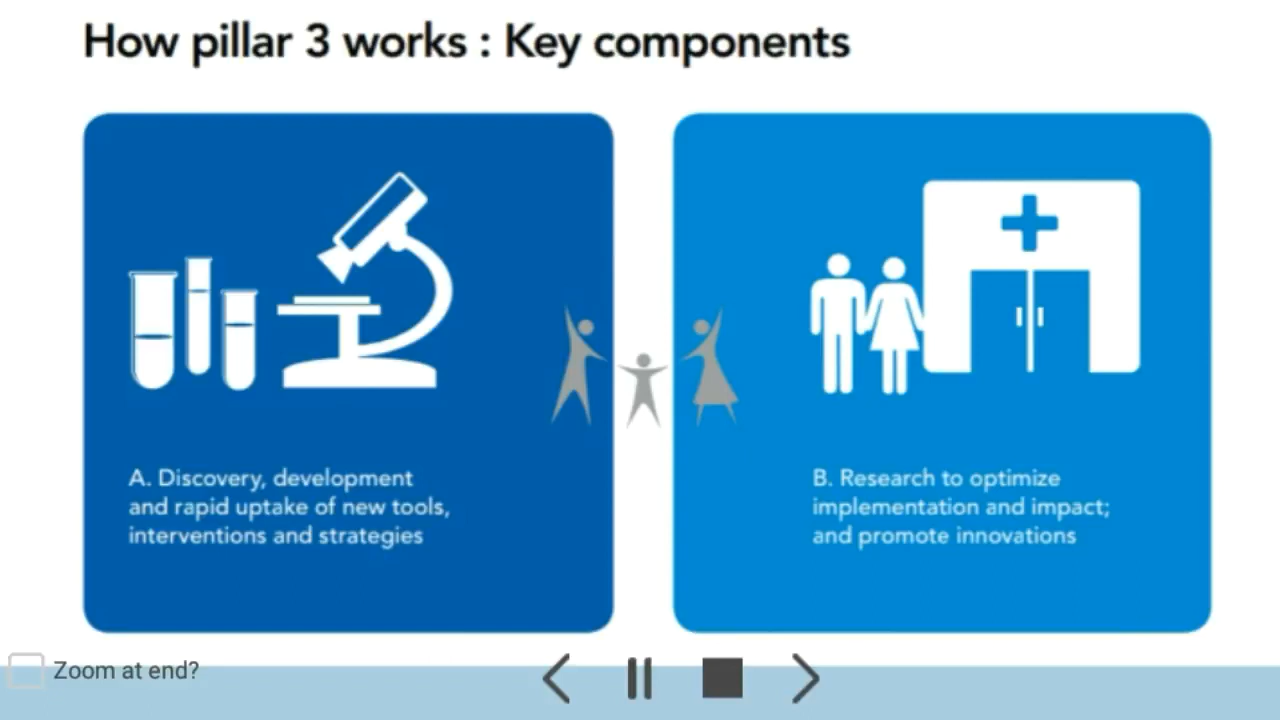 How pillar 3 works : Key components
A. Discovery, development
and rapid uptake of new tools,
interventions and strategies
B. Research to optimize
implementation and impact;
and promote innovations
Zoom at end?